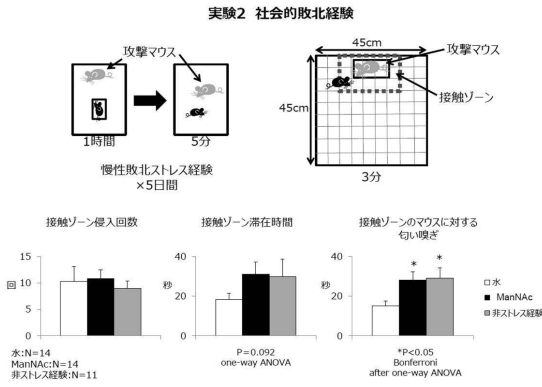 実験2 社会的敗北経験
攻撃マウス
1時間
5分
慢性敗北ストレス経験
×5日間
45cm
攻撃マウス
45cm
接触ゾーン
3分
接触ゾーン侵入回数
15
10
5
0
回
接触ゾーン滞在時間
40
20
0
秒
P=0.092
one-way ANOVA
接触ゾーンのマウスに対する
匂い嗅ぎ
40
20
0
秒
*
*
*P<0.05
Bonferroni
after one-way ANOVA
水
ManNAc
非ストレス経験
水:N=14
ManNAc:N=14
非ストレス経験:N=11